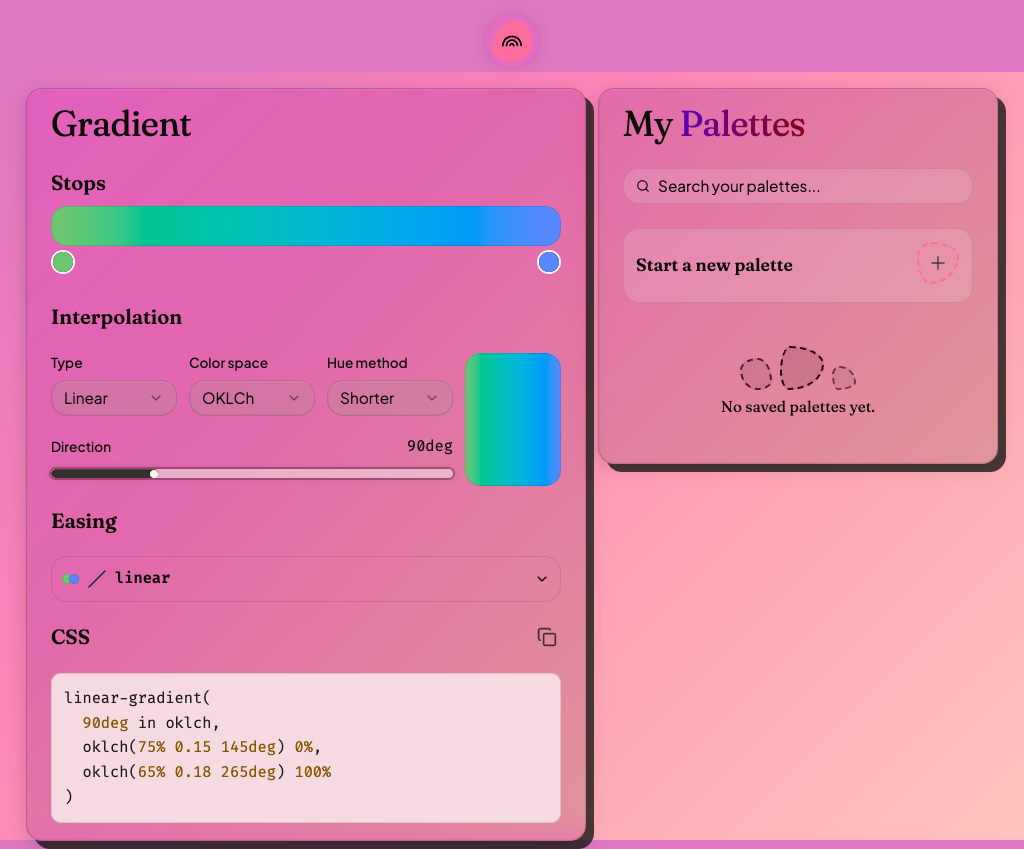 Gradient
Stops
Interpolation
Type
Color space
Hue method
Linear
OKLCh
Shorter
Direction
90deg
Easing
linear
CSS
linear-gradient(
  90deg in oklch,
  oklch(75% 0.15 145deg) 0%,
  oklch(65% 0.18 265deg) 100%
)
My Palettes
Search your palettes...
Start a new palette
No saved palettes yet.